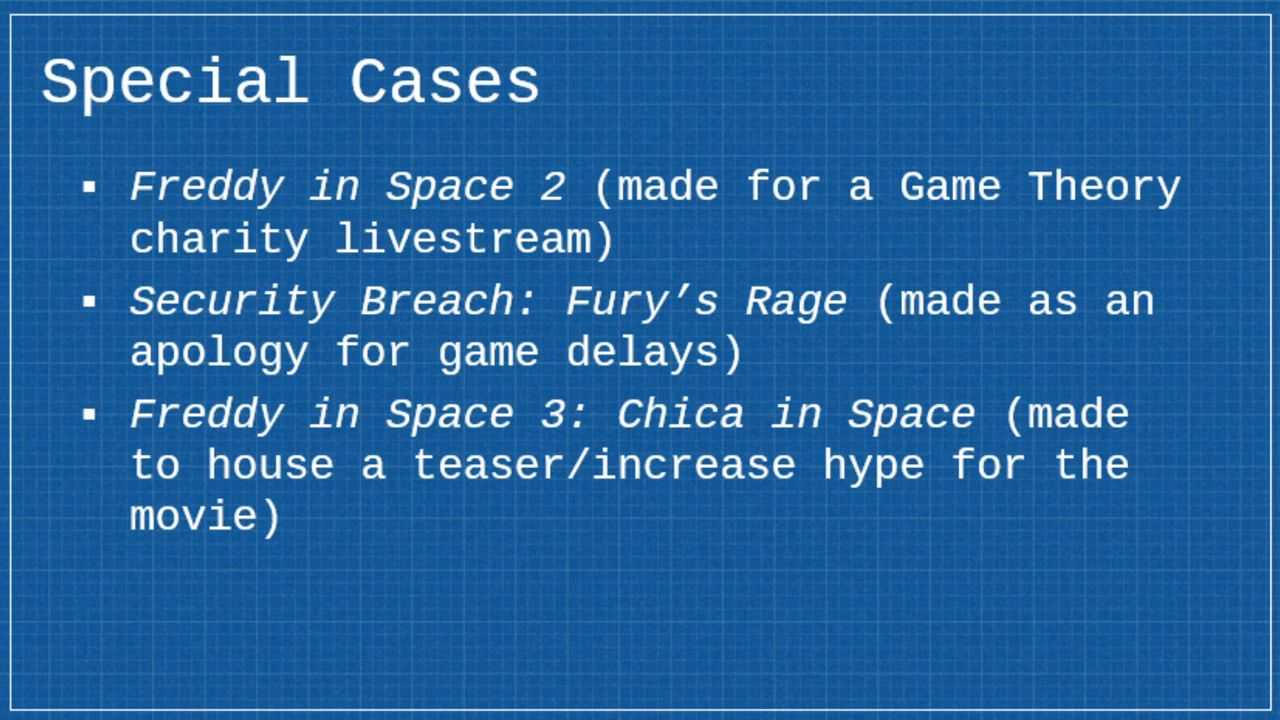 Special Cases
▪ Freddy in Space 2 (made for a Game Theory
charity livestream)
▪ Security Breach: Fury’s Rage (made as an
apology for game delays)
▪ Freddy in Space 3: Chica in Space (made
to house a teaser/increase hype for the
movie)